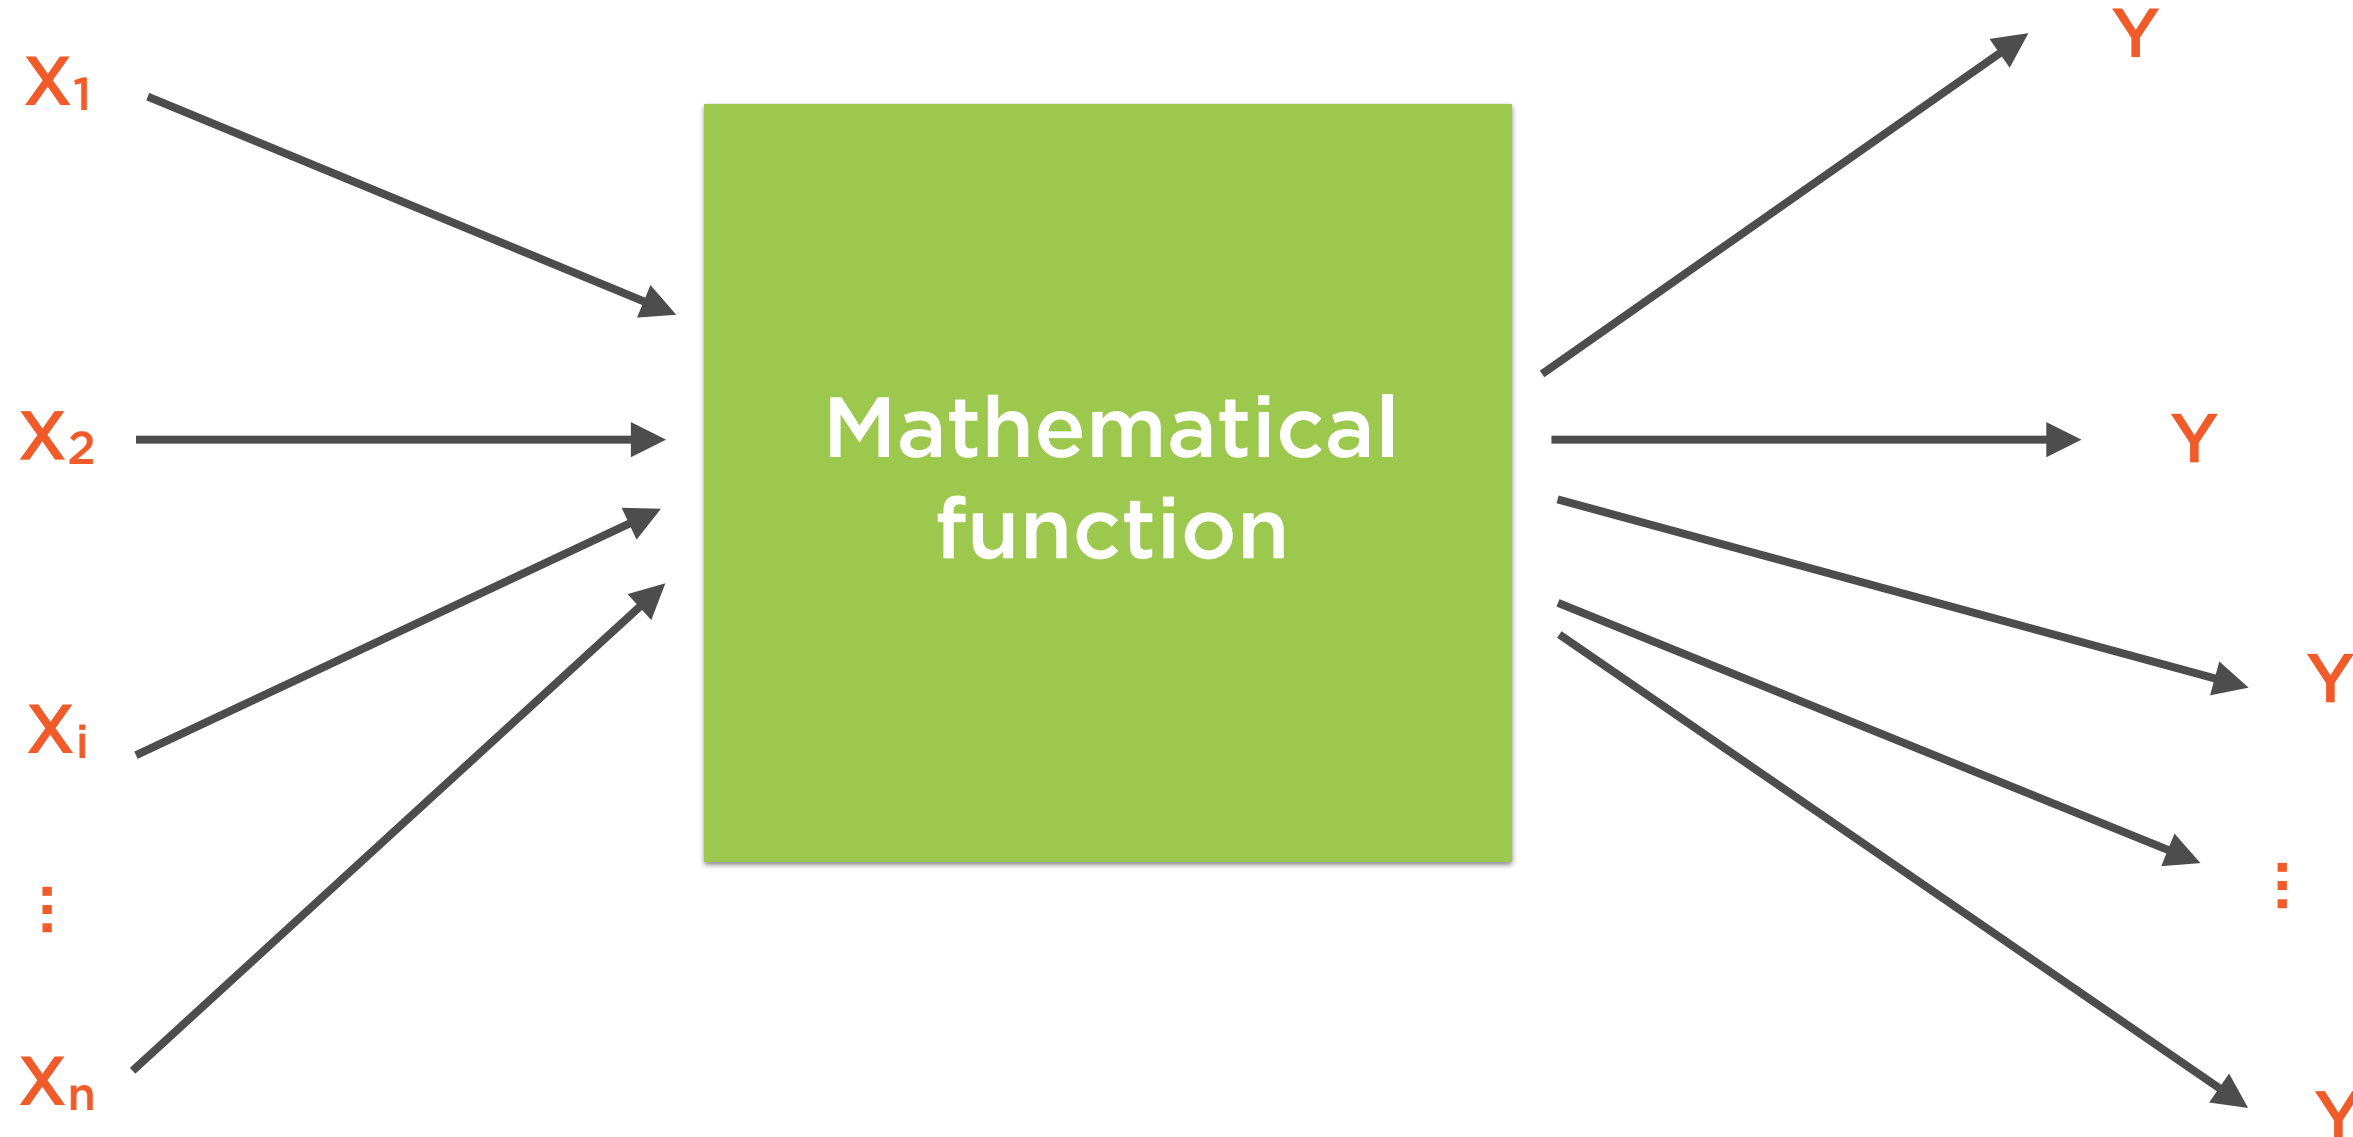 X₁
X₂
Xᵢ
⋮
Xₙ
Mathematical
function
Y
Y
Y
⋮
Y